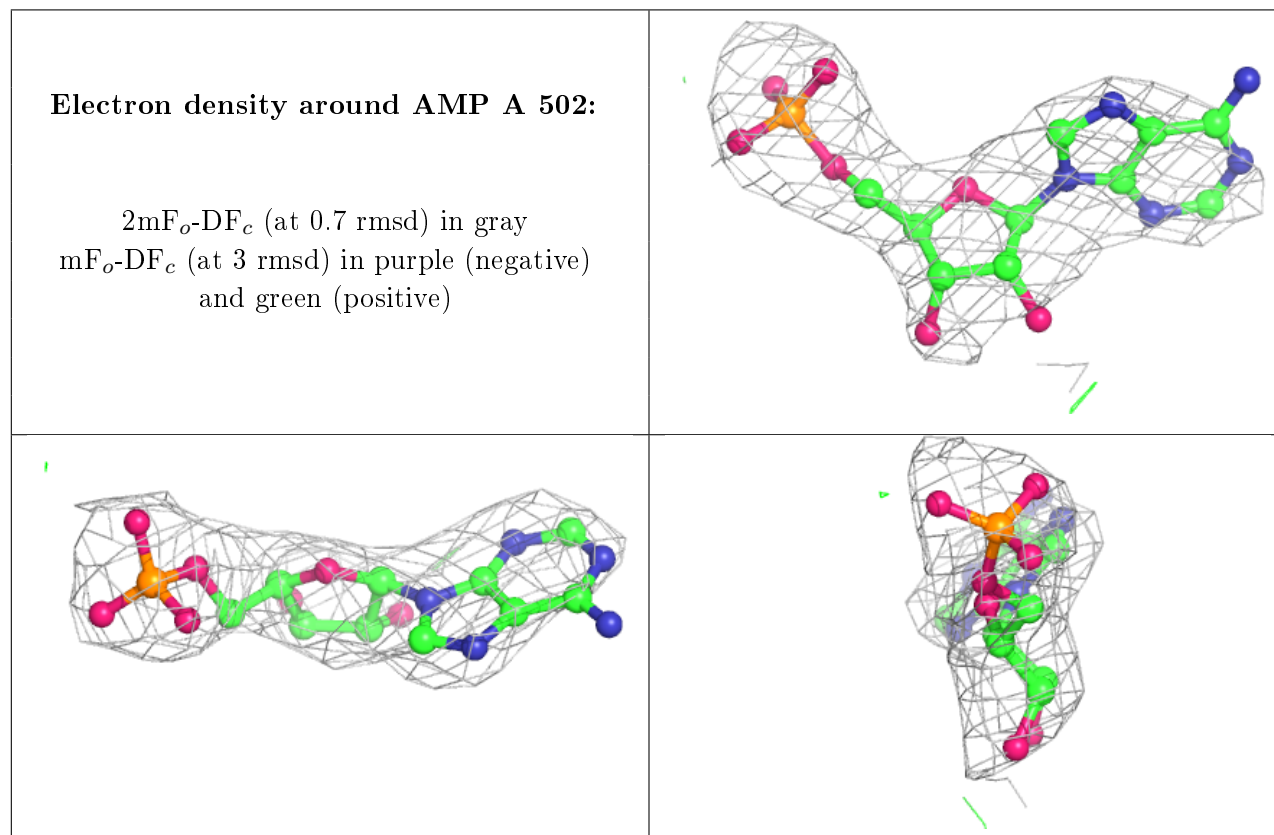 Electron density around AMP A 502:
2mFₒ-DF𝒸 (at 0.7 rmsd) in gray
mFₒ-DF𝒸 (at 3 rmsd) in purple (negative)
and green (positive)